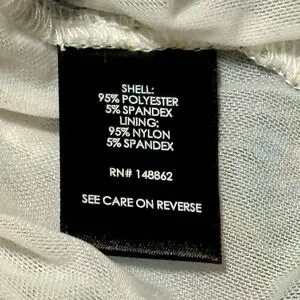 SHELL:
95% POLYESTER
5% SPANDEX
LINING:
95% NYLON
5% SPANDEX
RN# 148862
SEE CARE ON REVERSE